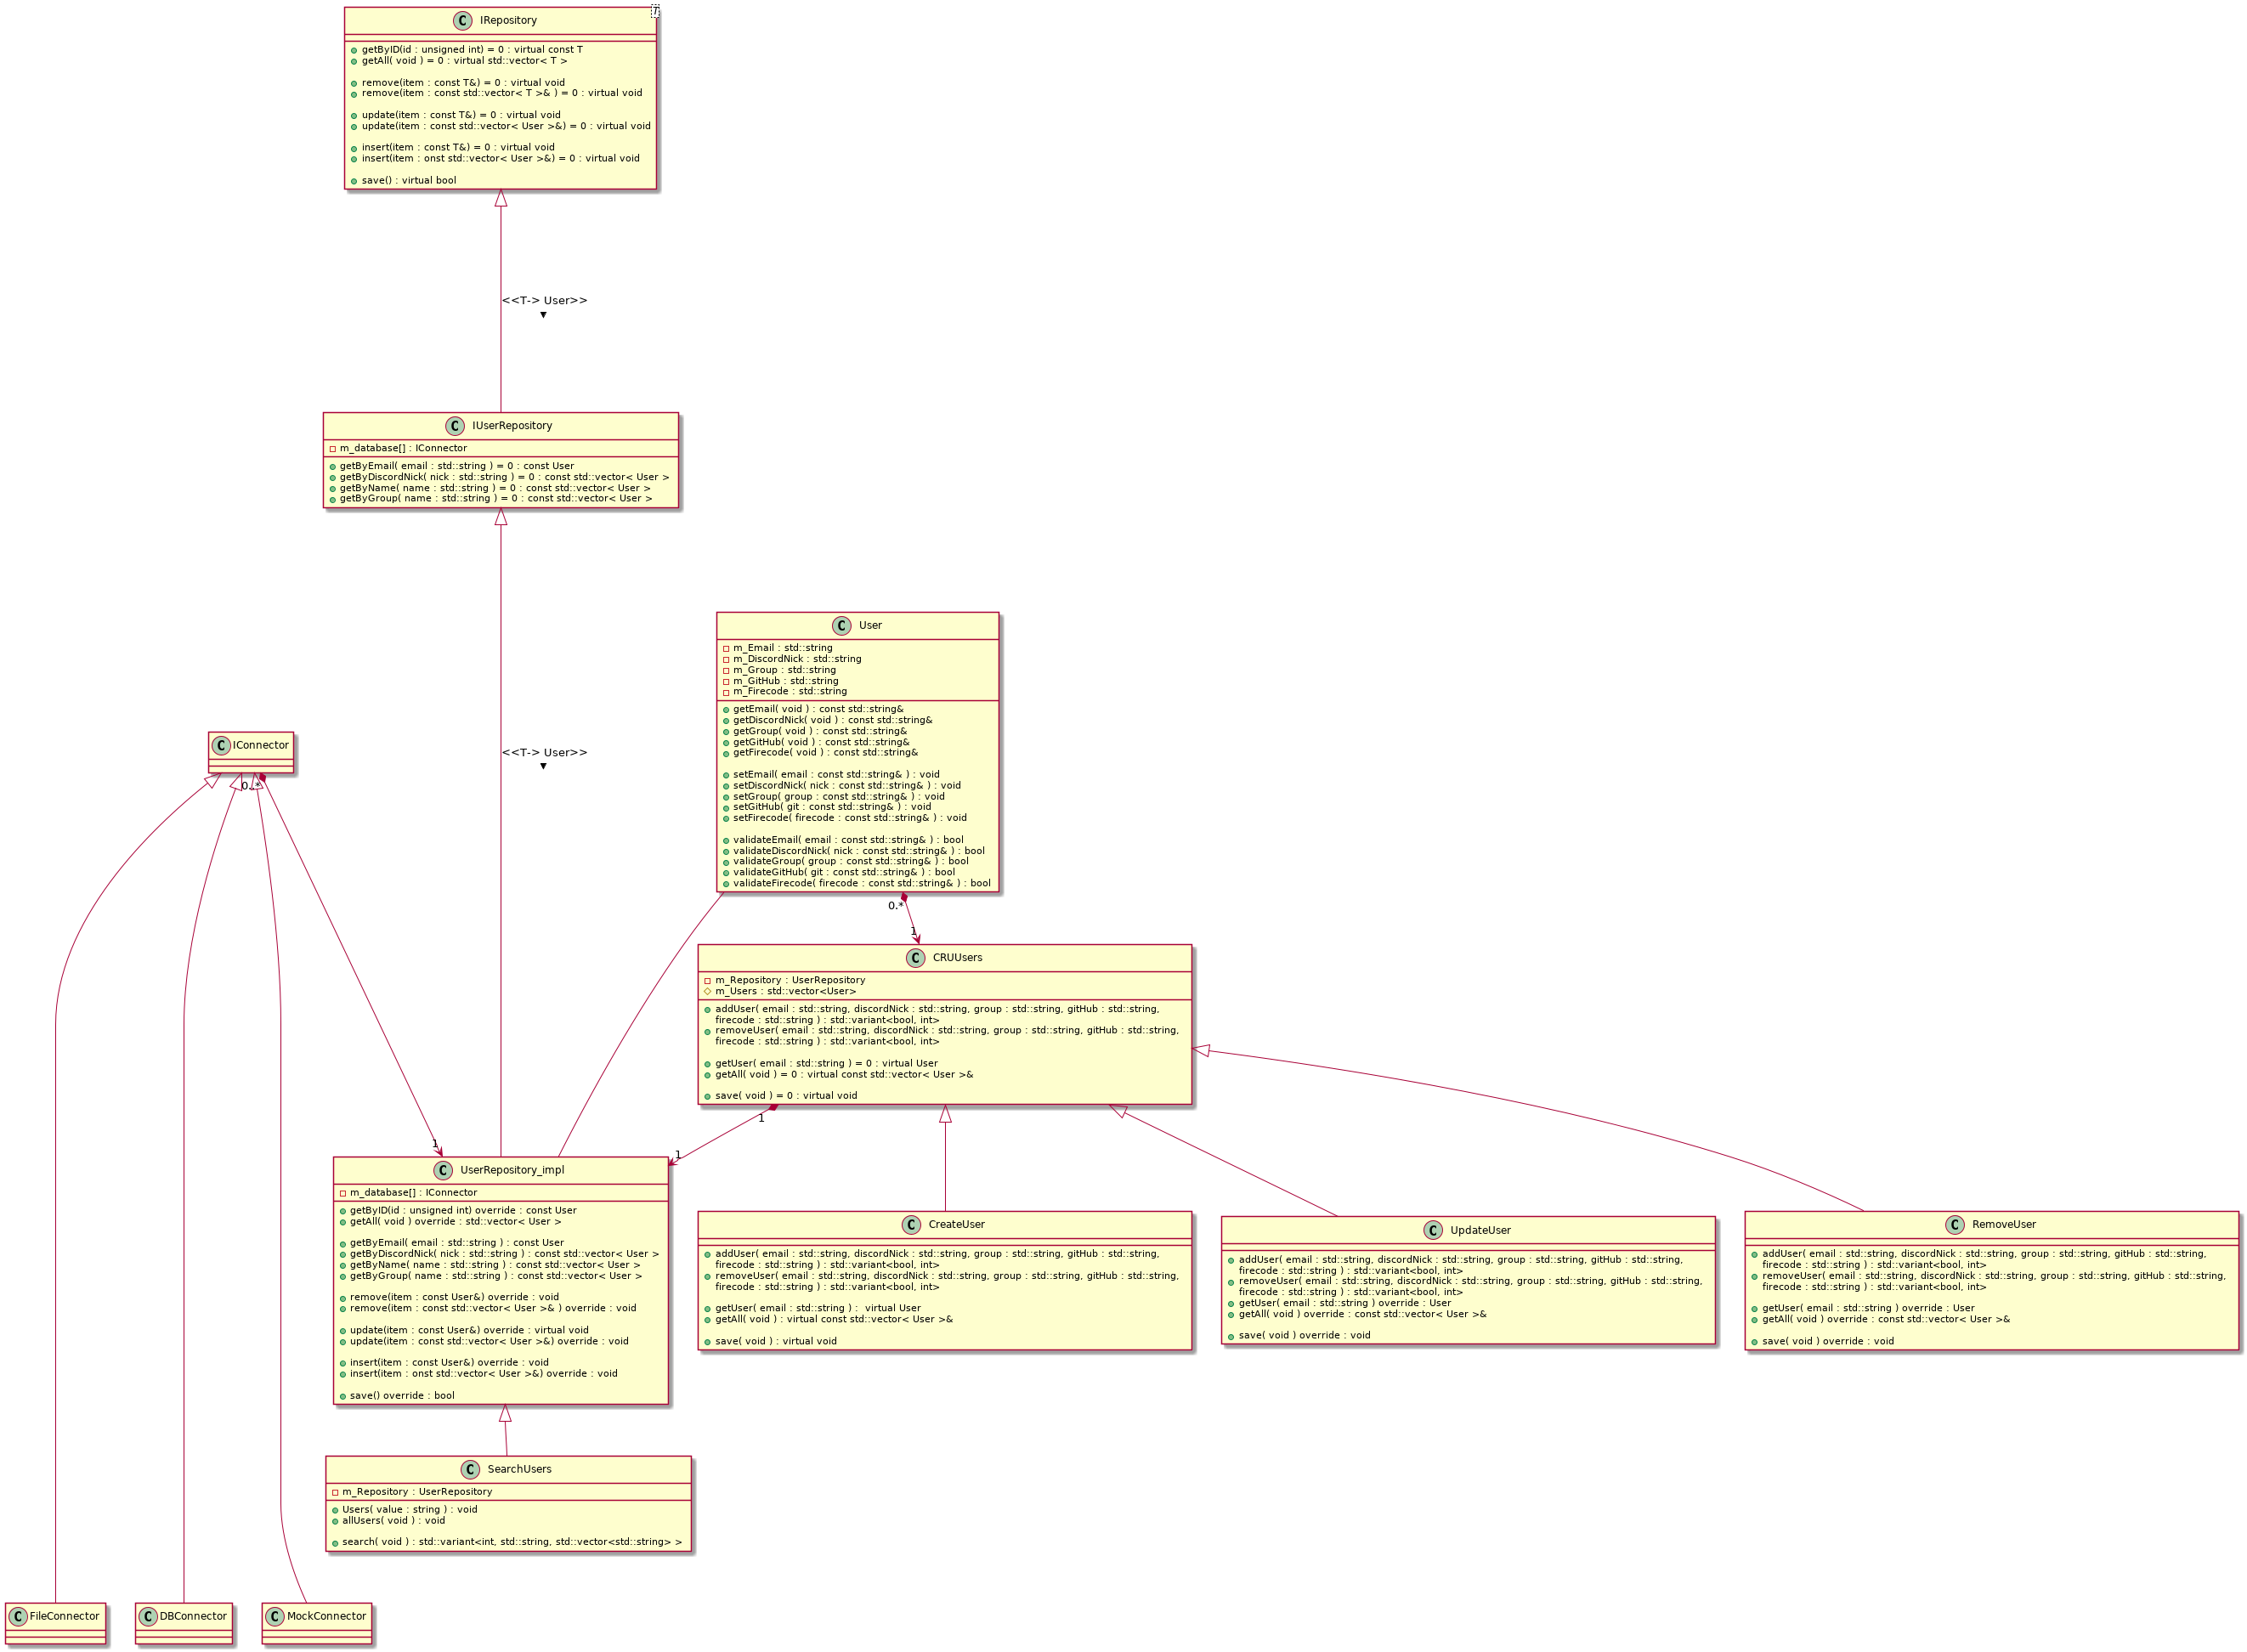 IRepository
T
getByID(id : unsigned int) = 0 : virtual const T
getAll( void ) = 0 : virtual std::vector< T >
remove(item : const T&) = 0 : virtual void
remove(item : const std::vector< T >& ) = 0 : virtual void
update(item : const T&) = 0 : virtual void
update(item : const std::vector< User >&) = 0 : virtual void
insert(item : const T&) = 0 : virtual void
insert(item : onst std::vector< User >&) = 0 : virtual void
save() : virtual bool
<<T-> User>>
▼
IUserRepository
m_database[] : IConnector
getByEmail( email : std::string ) = 0 : const User
getByDiscordNick( nick : std::string ) = 0 : const std::vector< User >
getByName( name : std::string ) = 0 : const std::vector< User >
getByGroup( name : std::string ) = 0 : const std::vector< User >
User
m_Email : std::string
m_DiscordNick : std::string
m_Group : std::string
m_GitHub : std::string
m_Firecode : std::string
getEmail( void ) : const std::string&
getDiscordNick( void ) : const std::string&
getGroup( void ) : const std::string&
getGitHub( void ) : const std::string&
getFirecode( void ) : const std::string&
setEmail( email : const std::string& ) : void
setDiscordNick( nick : const std::string& ) : void
setGroup( group : const std::string& ) : void
setGitHub( git : const std::string& ) : void
setFirecode( firecode : const std::string& ) : void
validateEmail( email : const std::string& ) : bool
validateDiscordNick( nick : const std::string& ) : bool
validateGroup( group : const std::string& ) : bool
validateGitHub( git : const std::string& ) : bool
validateFirecode( firecode : const std::string& ) : bool
IConnector
0..*
<<T-> User>>
▼
0.*
1
CRUUsers
m_Repository : UserRepository
m_Users : std::vector<User>
addUser( email : std::string, discordNick : std::string, group : std::string, gitHub : std::string,
firecode : std::string ) : std::variant<bool, int>
removeUser( email : std::string, discordNick : std::string, group : std::string, gitHub : std::string,
firecode : std::string ) : std::variant<bool, int>
getUser( email : std::string ) = 0 : virtual User
getAll( void ) = 0 : virtual const std::vector< User >&
save( void ) = 0 : virtual void
1
1
1
UserRepository_impl
m_database[] : IConnector
getByID(id : unsigned int) override : const User
getAll( void ) override : std::vector< User >
getByEmail( email : std::string ) : const User
getByDiscordNick( nick : std::string ) : const std::vector< User >
getByName( name : std::string ) : const std::vector< User >
getByGroup( name : std::string ) : const std::vector< User >
remove(item : const User&) override : void
remove(item : const std::vector< User >& ) override : void
update(item : const User&) override : virtual void
update(item : const std::vector< User >&) override : void
insert(item : const User&) override : void
insert(item : onst std::vector< User >&) override : void
save() override : bool
CreateUser
addUser( email : std::string, discordNick : std::string, group : std::string, gitHub : std::string,
firecode : std::string ) : std::variant<bool, int>
removeUser( email : std::string, discordNick : std::string, group : std::string, gitHub : std::string,
firecode : std::string ) : std::variant<bool, int>
getUser( email : std::string ) :  virtual User
getAll( void ) : virtual const std::vector< User >&
save( void ) : virtual void
UpdateUser
addUser( email : std::string, discordNick : std::string, group : std::string, gitHub : std::string,
firecode : std::string ) : std::variant<bool, int>
removeUser( email : std::string, discordNick : std::string, group : std::string, gitHub : std::string,
firecode : std::string ) : std::variant<bool, int>
getUser( email : std::string ) override : User
getAll( void ) override : const std::vector< User >&
save( void ) override : void
RemoveUser
addUser( email : std::string, discordNick : std::string, group : std::string, gitHub : std::string,
firecode : std::string ) : std::variant<bool, int>
removeUser( email : std::string, discordNick : std::string, group : std::string, gitHub : std::string,
firecode : std::string ) : std::variant<bool, int>
getUser( email : std::string ) override : User
getAll( void ) override : const std::vector< User >&
save( void ) override : void
SearchUsers
m_Repository : UserRepository
Users( value : string ) : void
allUsers( void ) : void
search( void ) : std::variant<int, std::string, std::vector<std::string> >
FileConnector
DBConnector
MockConnector